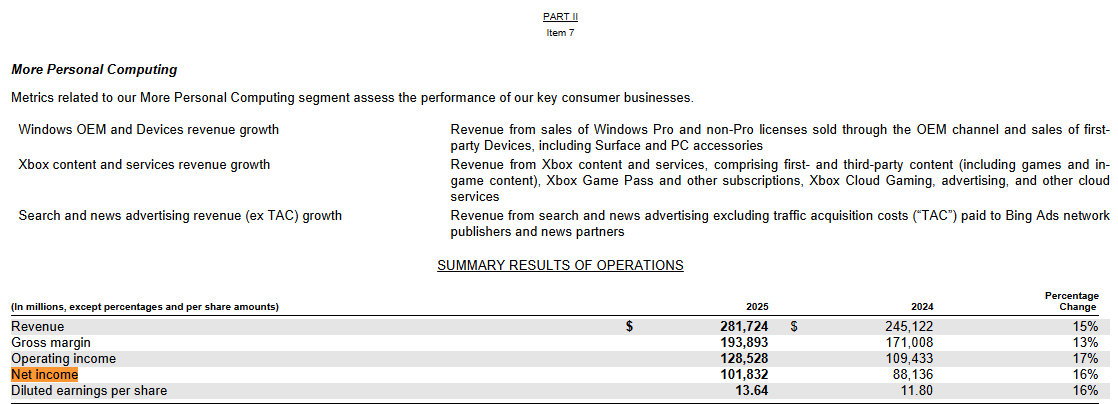 PART II
Item 7
More Personal Computing
Metrics related to our More Personal Computing segment assess the performance of our key consumer businesses.
Windows OEM and Devices revenue growth Revenue from sales of Windows Pro and non-Pro licenses sold through the OEM channel and sales of first-
party Devices, including Surface and PC accessories
Xbox content and services revenue growth Revenue from Xbox content and services, comprising first- and third-party content (including games and in-
game content), Xbox Game Pass and other subscriptions, Xbox Cloud Gaming, advertising, and other cloud
services
Search and news advertising revenue (ex TAC) growth Revenue from search and news advertising excluding traffic acquisition costs (“TAC”) paid to Bing Ads network
publishers and news partners
SUMMARY RESULTS OF OPERATIONS
(In millions, except percentages and per share amounts) 2025 2024 Percentage
Change
Revenue $ 281,724 $ 245,122 15%
Gross margin 193,893 171,008 13%
Operating income 128,528 109,433 17%
Net income 101,832 88,136 16%
Diluted earnings per share 13.64 11.80 16%